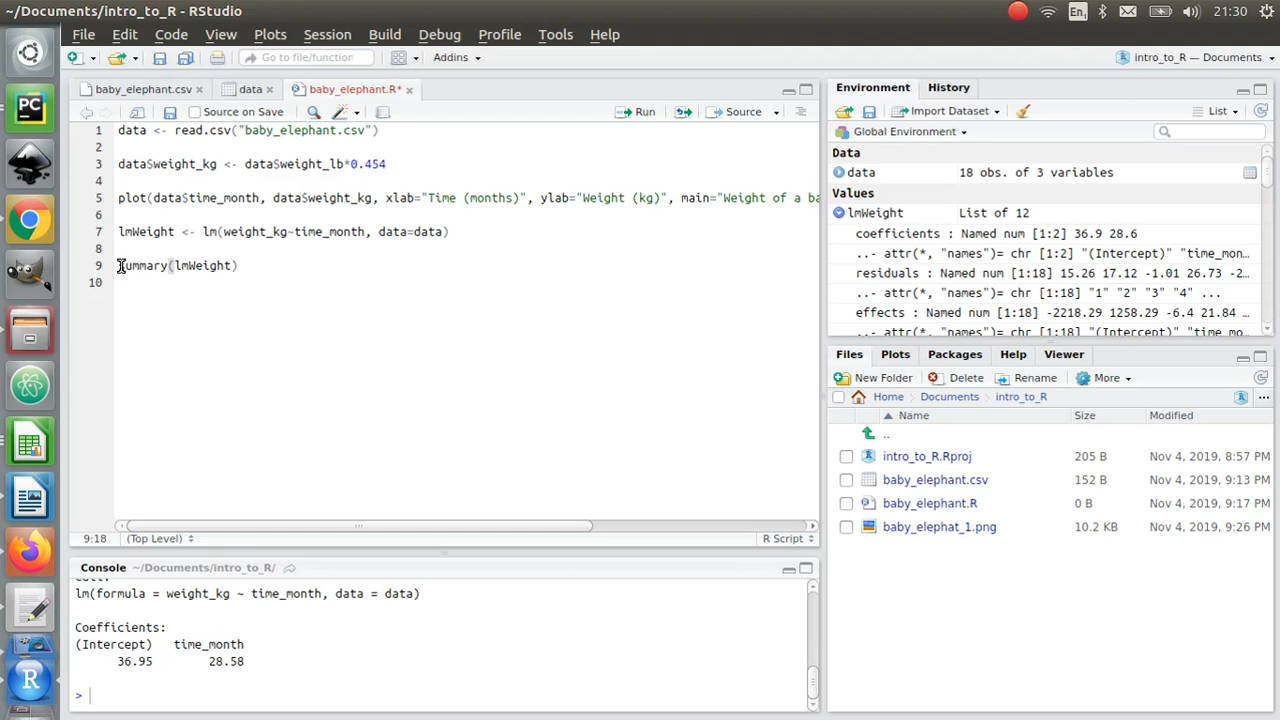 ~/Documents/intro_to_R - RStudio
En
21:30
File Edit Code View Plots Session Build Debug Profile Tools Help
Go to file/function Addins intro_to_R — Documents
baby_elephant.csv data baby_elephant.R*
Source on Save Run Source
1 data <- read.csv("baby_elephant.csv")
2
3 data$weight_kg <- data$weight_lb*0.454
4
5 plot(data$time_month, data$weight_kg, xlab="Time (months)", ylab="Weight (kg)", main="Weight of a ba
6
7 lmWeight <- lm(weight_kg~time_month, data=data)
8
9 summary(lmWeight)
10
9:18 (Top Level) R Script
Console ~/Documents/intro_to_R/
Call:
lm(formula = weight_kg ~ time_month, data = data)
Coefficients:
(Intercept) time_month
36.95 28.58
>
Environment History
Import Dataset List
Global Environment
Data
data 18 obs. of 3 variables
Values
lmWeight List of 12
coefficients : Named num [1:2] 36.9 28.6
..- attr(*, "names")= chr [1:2] "(Intercept)" "time_mon…
residuals : Named num [1:18] 15.26 17.12 -1.01 26.73 -2…
..- attr(*, "names")= chr [1:18] "1" "2" "3" "4" ...
effects : Named num [1:18] -2218.29 1258.29 -6.4 21.84 …
..- attr(*, "names")= chr [1:18] "(Intercept)" "time_mo…
Files Plots Packages Help Viewer
New Folder Delete Rename More
Home Documents intro_to_R
Name Size Modified
..
intro_to_R.Rproj 205 B Nov 4, 2019, 8:57 PM
baby_elephant.csv 152 B Nov 4, 2019, 9:13 PM
baby_elephant.R 0 B Nov 4, 2019, 9:17 PM
baby_elephat_1.png 10.2 KB Nov 4, 2019, 9:26 PM
PC
R